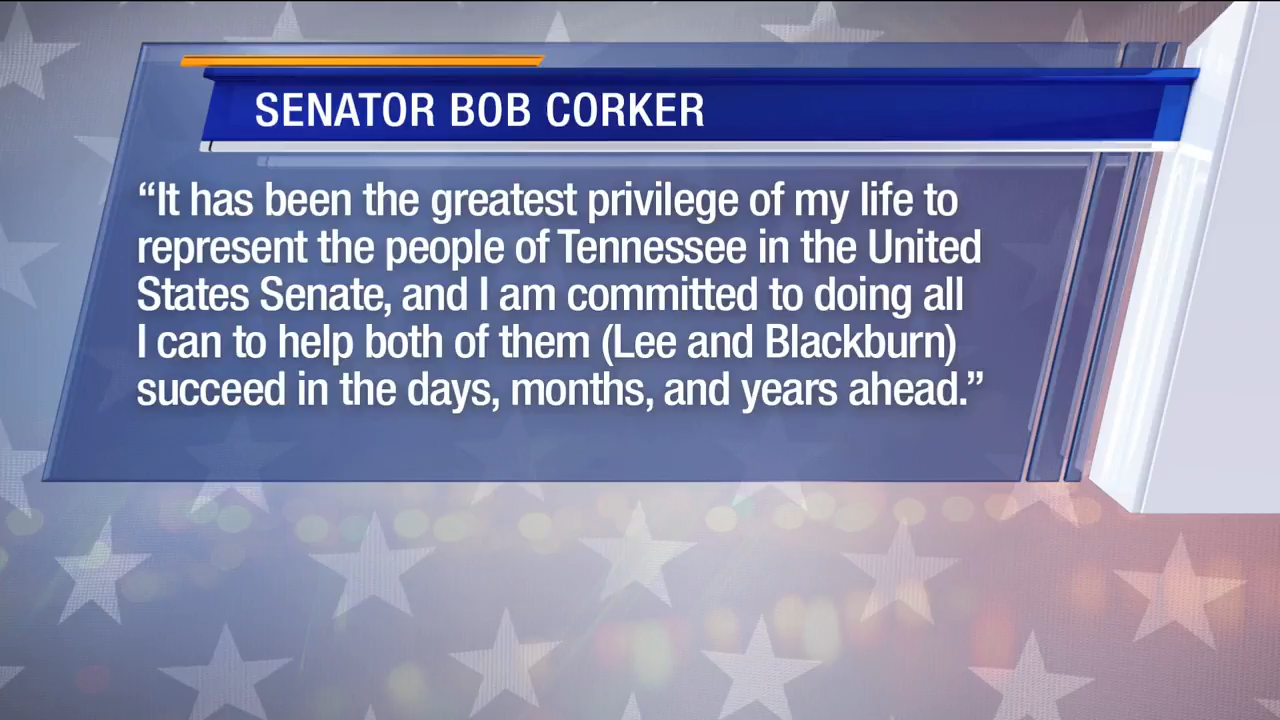 SENATOR BOB CORKER
“It has been the greatest privilege of my life to
represent the people of Tennessee in the United
States Senate, and I am committed to doing all
I can to help both of them (Lee and Blackburn)
succeed in the days, months, and years ahead.”